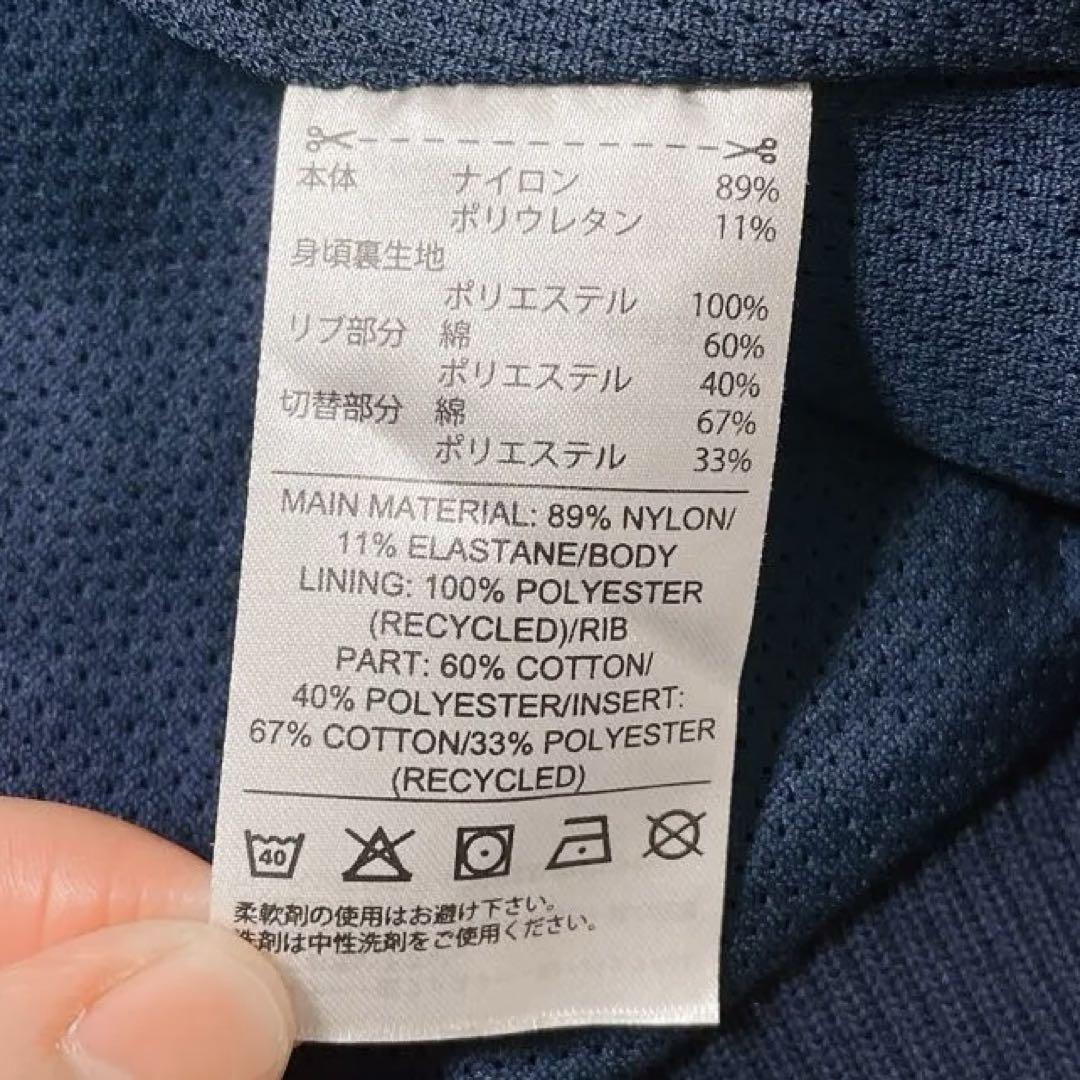 本体 ナイロン 89%
ポリウレタン 11%
身頃裏生地
ポリエステル 100%
リブ部分 綿 60%
ポリエステル 40%
切替部分 綿 67%
ポリエステル 33%
MAIN MATERIAL: 89% NYLON/
11% ELASTANE/BODY
LINING: 100% POLYESTER
(RECYCLED)/RIB
PART: 60% COTTON/
40% POLYESTER/INSERT:
67% COTTON/33% POLYESTER
(RECYCLED)
40
柔軟剤の使用はお避け下さい。
洗剤は中性洗剤をご使用ください。